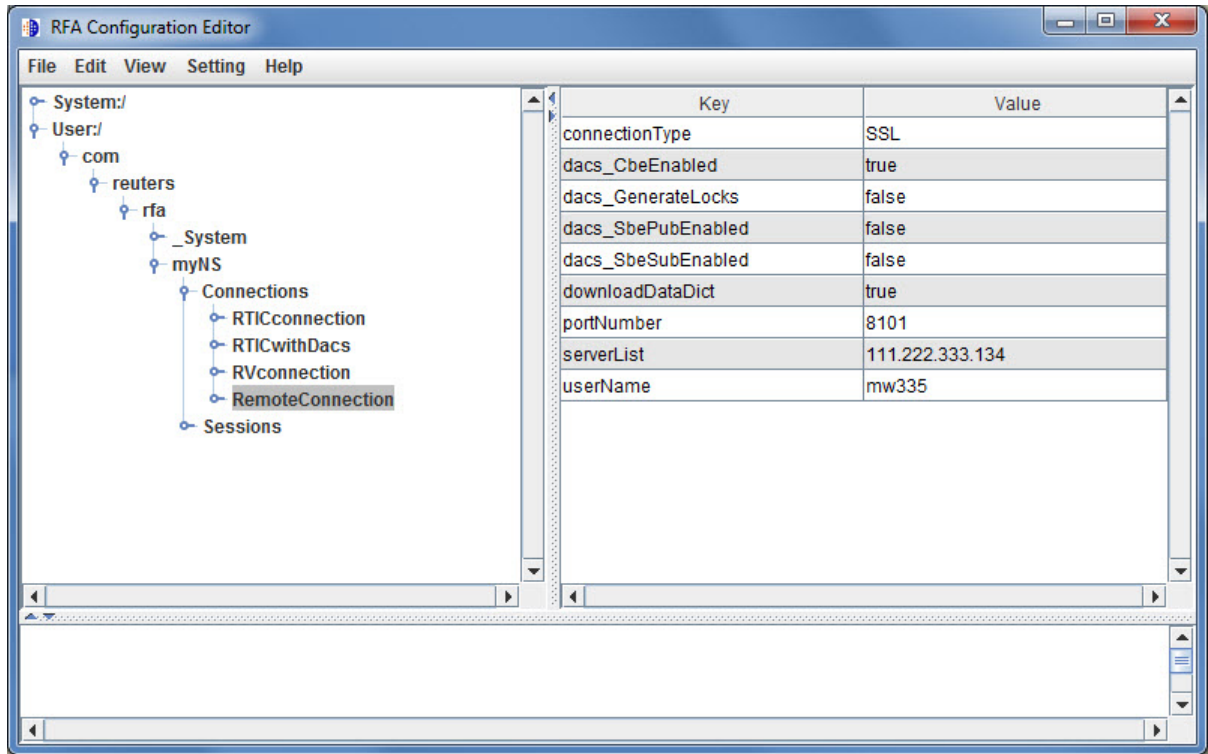 RFA Configuration Editor
File Edit View Setting Help
System:/
User:/
com
reuters
rfa
_System
myNS
Connections
RTICconnection
RTICwithDacs
RVconnection
RemoteConnection
Sessions
Key Value
connectionType SSL
dacs_CbeEnabled true
dacs_GenerateLocks false
dacs_SbePubEnabled false
dacs_SbeSubEnabled false
downloadDataDict true
portNumber 8101
serverList 111.222.333.134
userName mw335